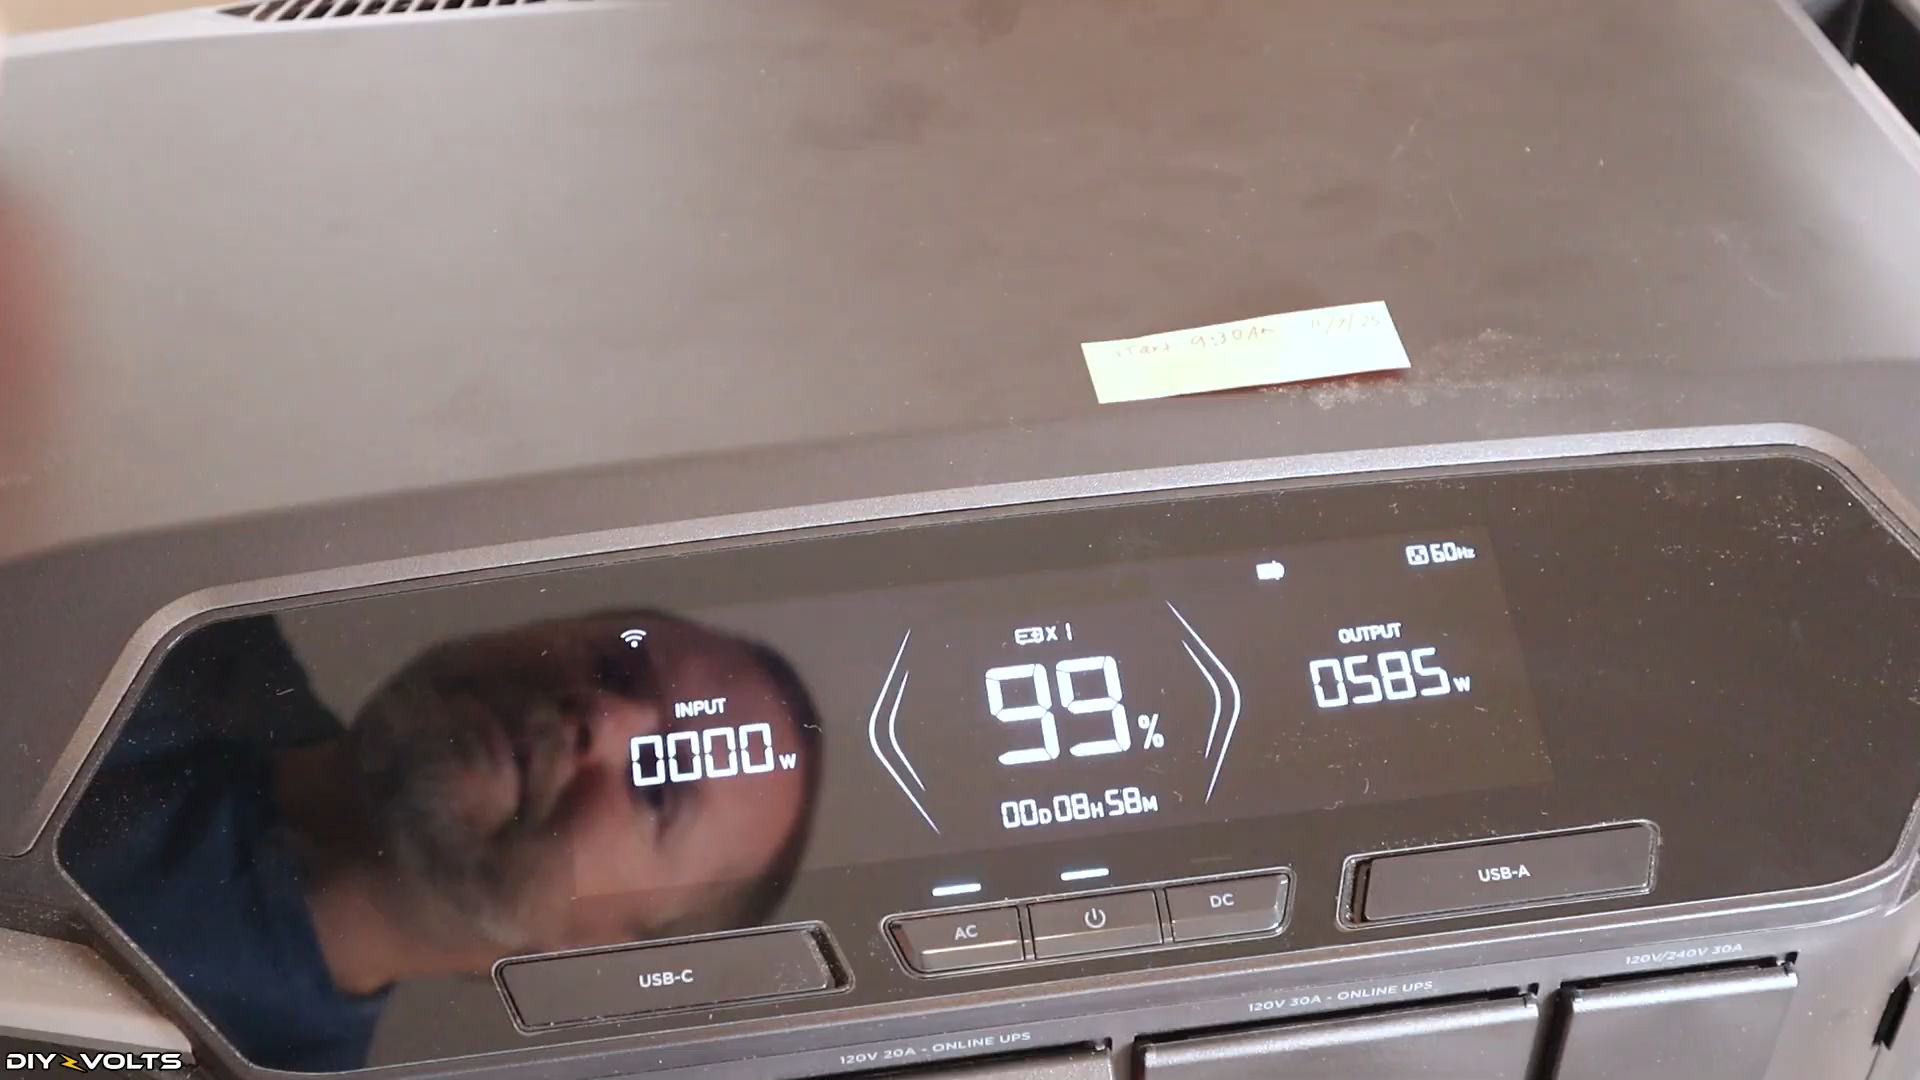 9:30AM
60Hz
X 1
OUTPUT
0585W
INPUT
0000W
99%
00D08H58M
AC
DC
USB-A
USB-C
120V/240V 30A
120V 30A - ONLINE UPS
120V 20A - ONLINE UPS
DIY VOLTS